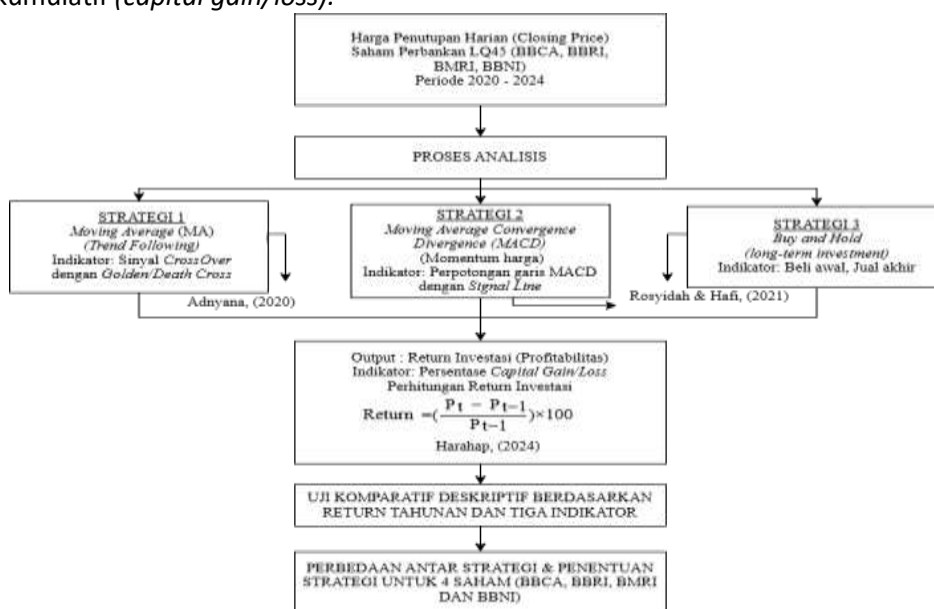 Kumulatif (capital gain/loss).
Harga Penutupan Harian (Closing Price)
Saham Perbankan LQ45 (BBCA, BBRI,
BMRI, BBNI)
Periode 2020 - 2024
PROSES ANALISIS
STRATEGI 1
Moving Average (MA)
(Trend Following)
Indikator: Sinyal CrossOver
dengan Golden/Death Cross
Adnyana, (2020)
STRATEGI 2
Moving Average Convergence
Divergence (MACD)
(Momentum harga)
Indikator: Perpotongan garis MACD
dengan Signal Line
STRATEGI 3
Buy and Hold
(long-term investment)
Indikator: Beli awal, Jual akhir
Rosyidah & Hafi, (2021)
Output : Return Investasi (Profitabilitas)
Indikator: Persentase Capital Gain/Loss
Perhitungan Return Investasi
Return =(Pt − Pt−1 / Pt−1)×100
Harahap, (2024)
UJI KOMPARATIF DESKRIPTIF BERDASARKAN
RETURN TAHUNAN DAN TIGA INDIKATOR
PERBEDAAN ANTAR STRATEGI & PENENTUAN
STRATEGI UNTUK 4 SAHAM (BBCA, BBRI, BMRI
DAN BBNI)